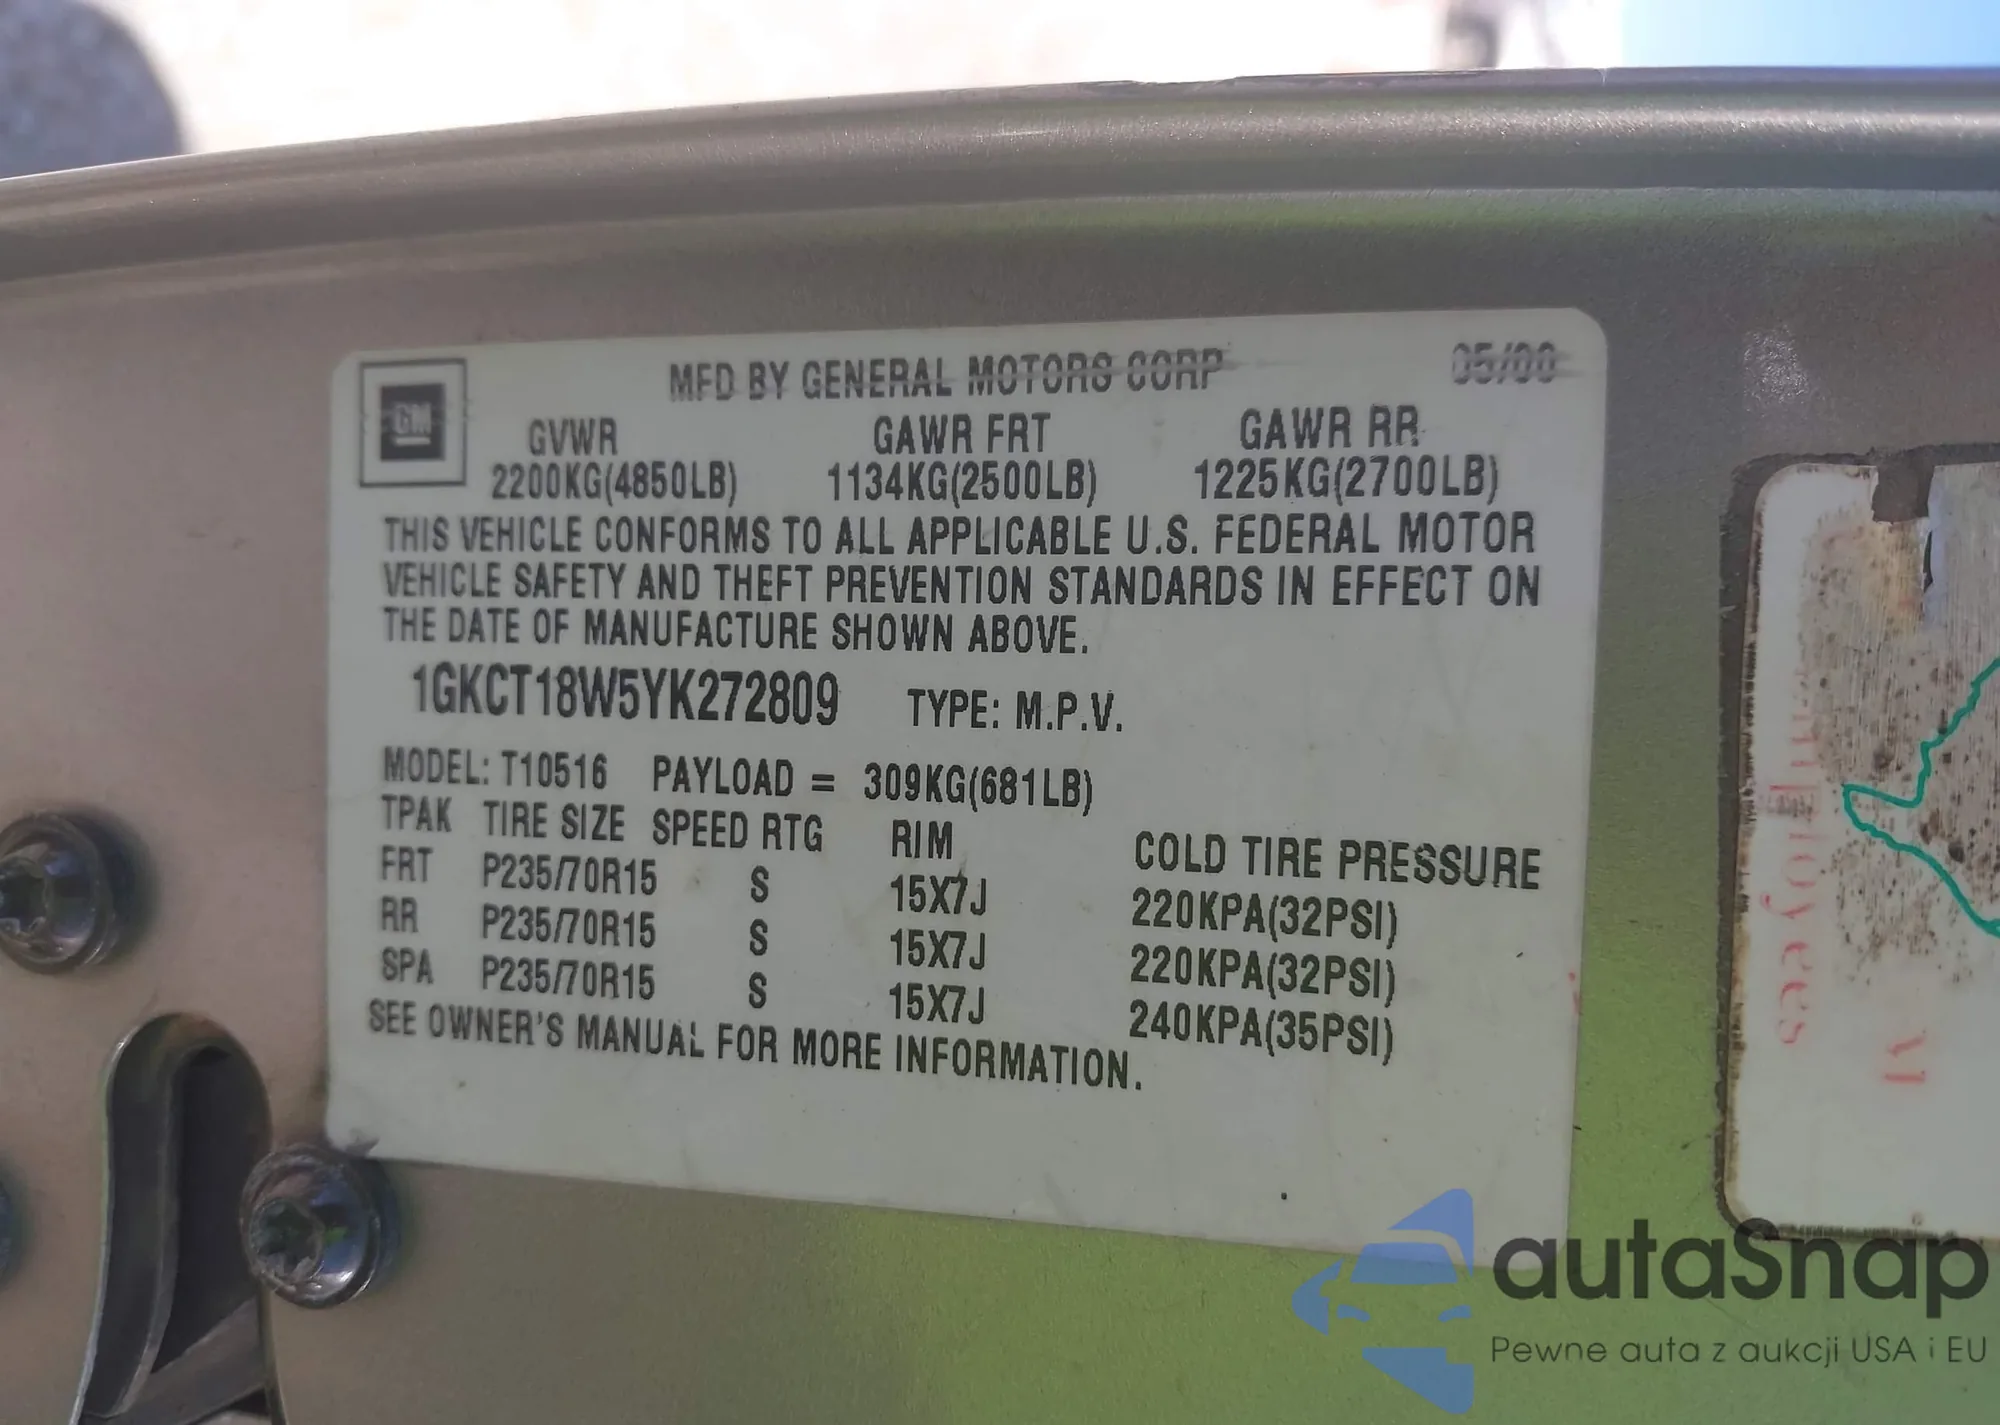 GM
MFD BY GENERAL MOTORS CORP 05/00
GVWR GAWR FRT GAWR RR
2200KG(4850LB) 1134KG(2500LB) 1225KG(2700LB)
THIS VEHICLE CONFORMS TO ALL APPLICABLE U.S. FEDERAL MOTOR
VEHICLE SAFETY AND THEFT PREVENTION STANDARDS IN EFFECT ON
THE DATE OF MANUFACTURE SHOWN ABOVE.
1GKCT18W5YK272809 TYPE: M.P.V.
MODEL: T10516 PAYLOAD = 309KG(681LB)
TPAK TIRE SIZE SPEED RTG RIM COLD TIRE PRESSURE
FRT P235/70R15 S 15X7J 220KPA(32PSI)
RR P235/70R15 S 15X7J 220KPA(32PSI)
SPA P235/70R15 S 15X7J 240KPA(35PSI)
SEE OWNER'S MANUAL FOR MORE INFORMATION.
autaSnap
Pewne auta z aukcji USA i EU